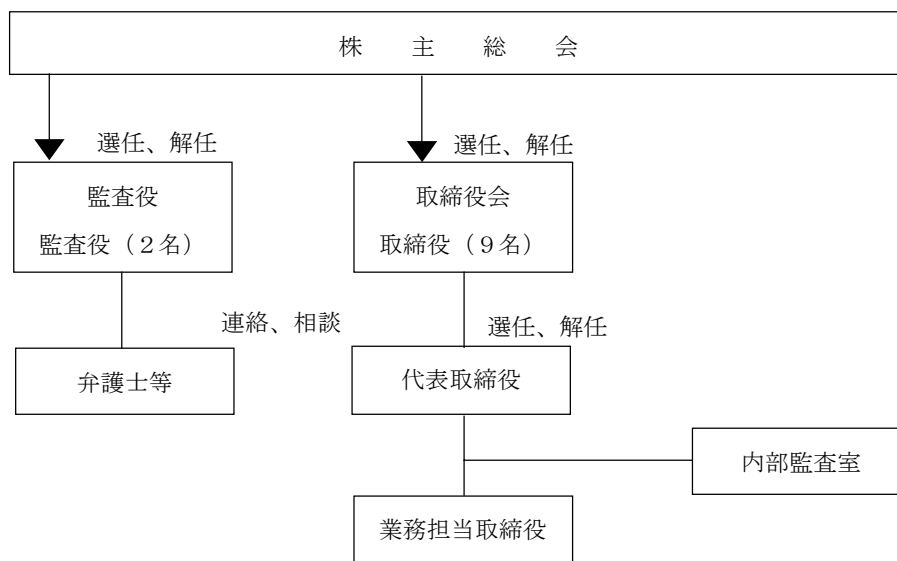 株主総会
選任、解任
選任、解任
監査役
監査役（２名）
取締役会
取締役（９名）
連絡、相談
選任、解任
弁護士等
代表取締役
内部監査室
業務担当取締役